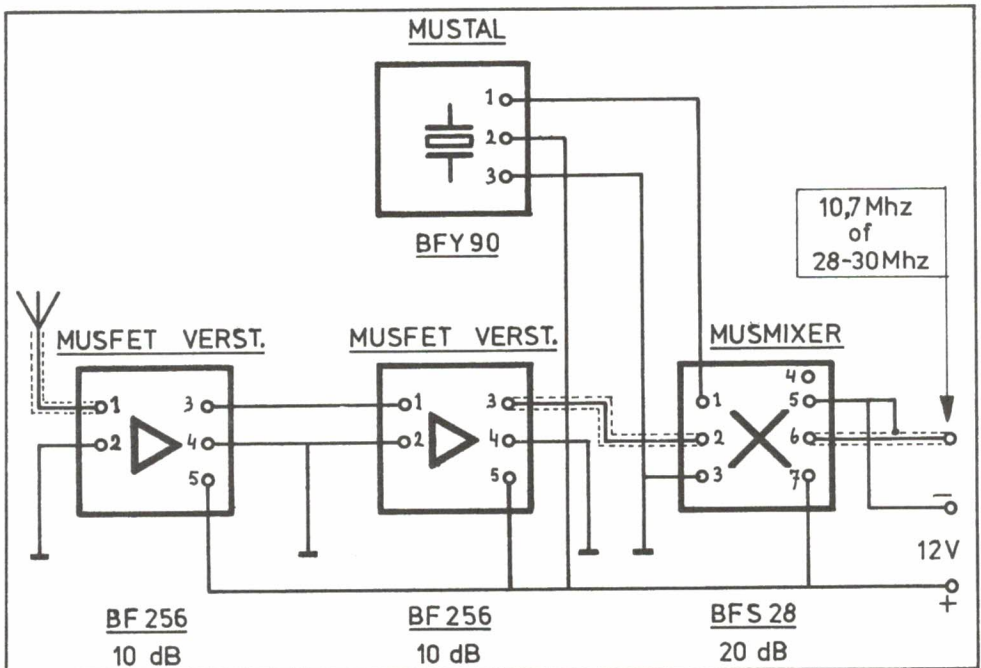 MUSTAL
1
2
3
BFY 90
10,7 Mhz
of
28-30 Mhz
MUSFET VERST.
1
2
3
4
5
MUSFET VERST.
1
2
3
4
5
MUSMIXER
1
2
3
4
5
6
7
−
12V
+
BF 256
10 dB
BF 256
10 dB
BFS 28
20 dB